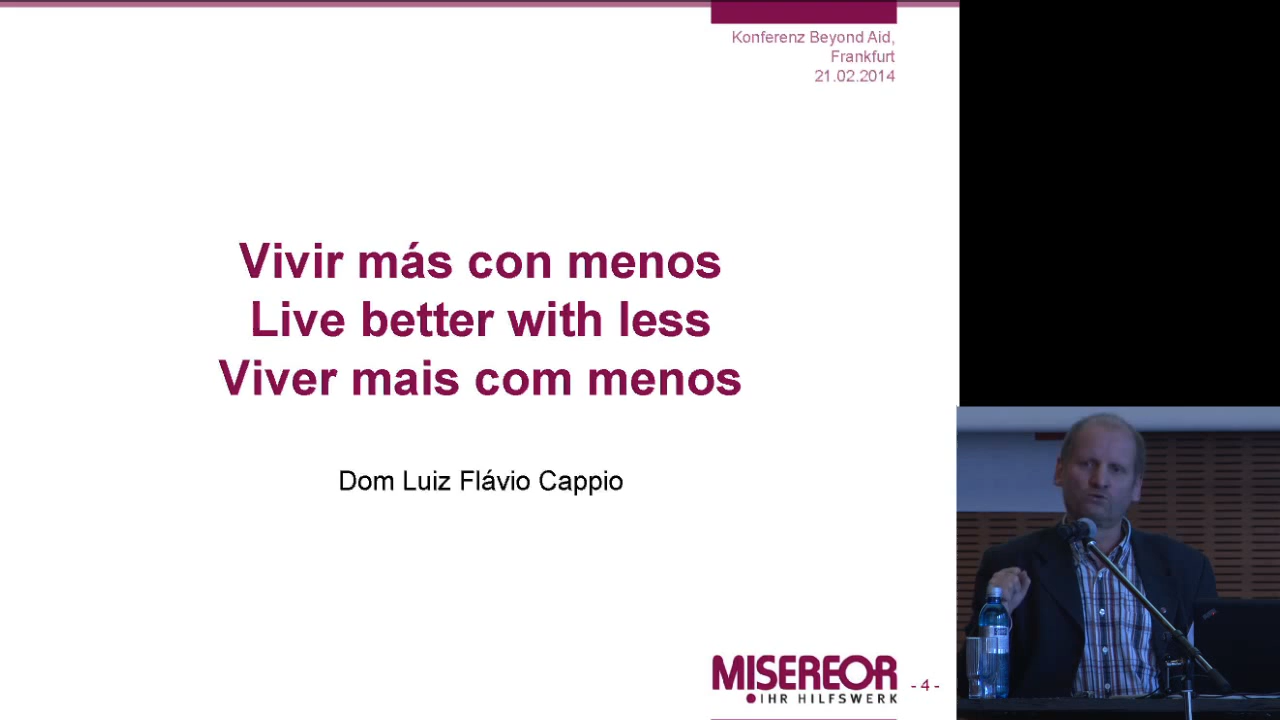 Konferenz Beyond Aid,
Frankfurt
21.02.2014
Vivir más con menos
Live better with less
Viver mais com menos
Dom Luiz Flávio Cappio
MISEREOR
IHR HILFSWERK
- 4 -